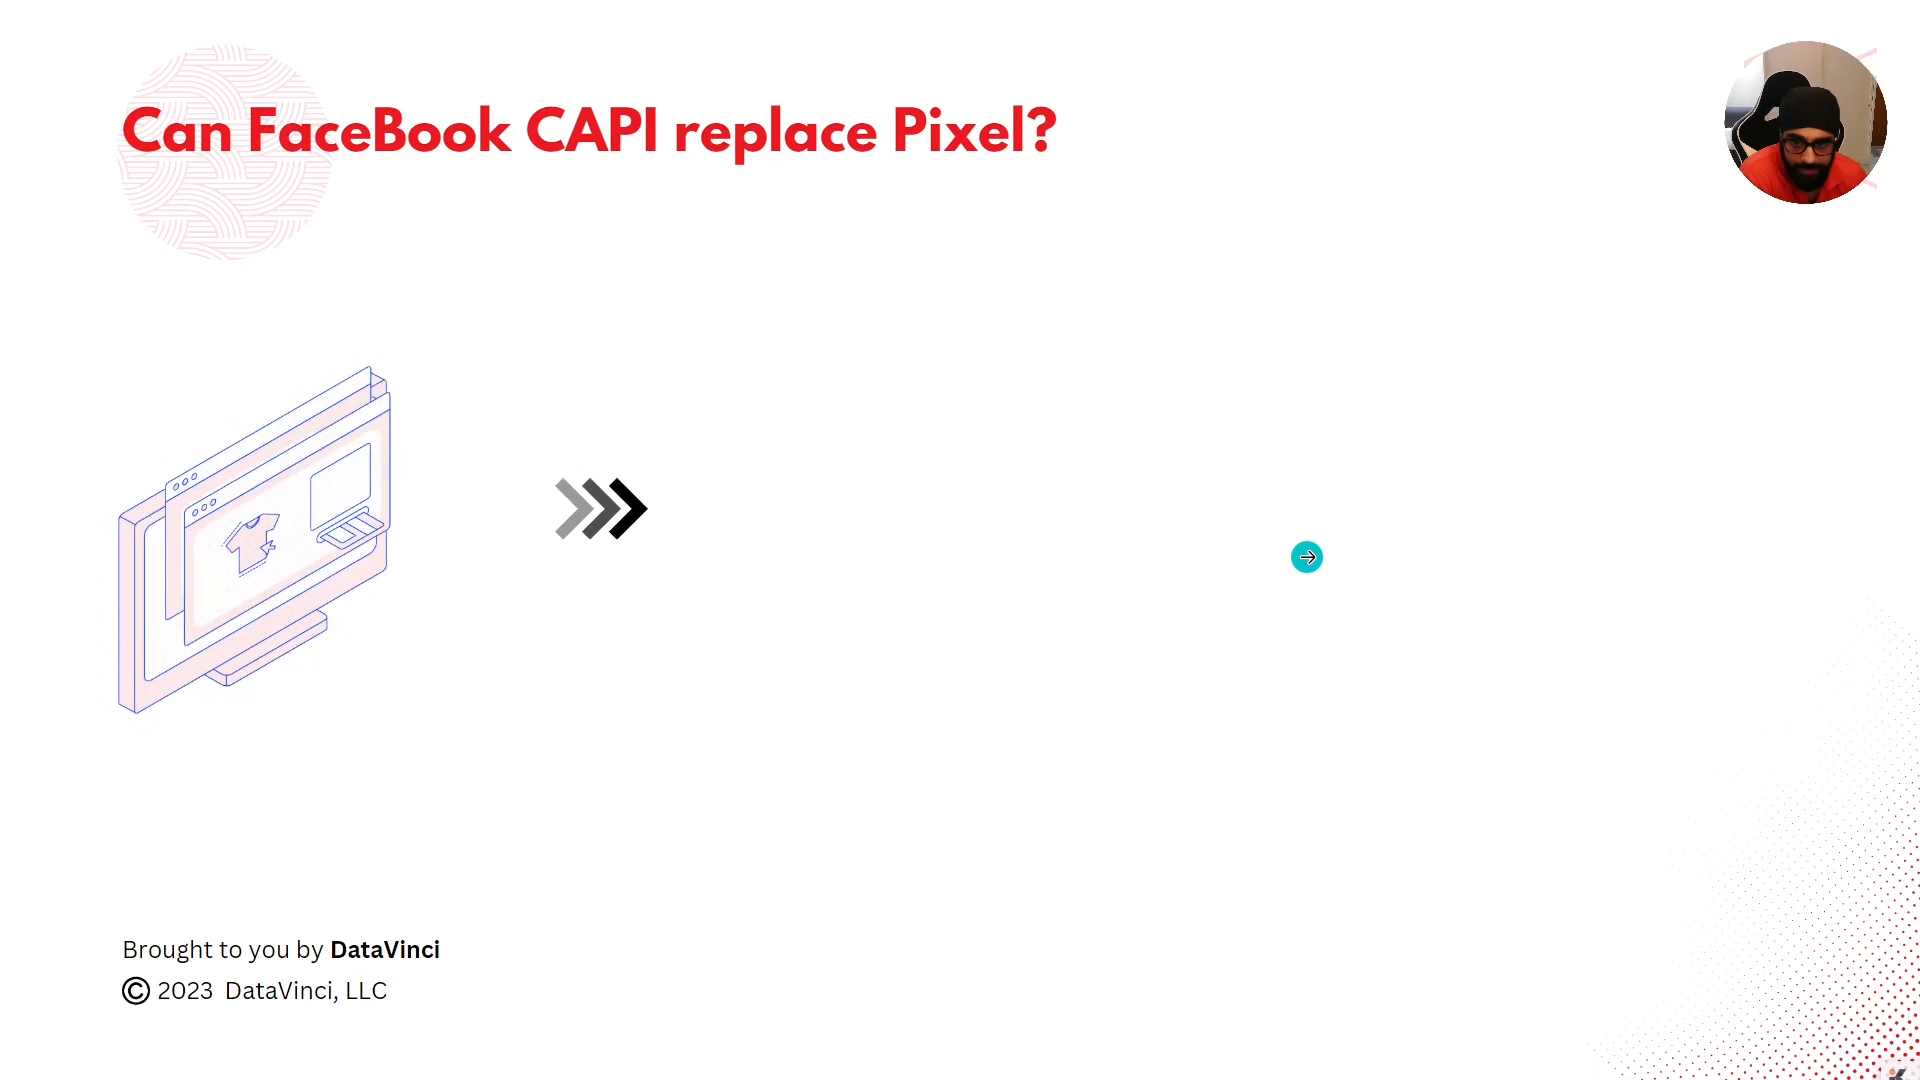 Can FaceBook CAPI replace Pixel?
Brought to you by DataVinci
© 2023 DataVinci, LLC